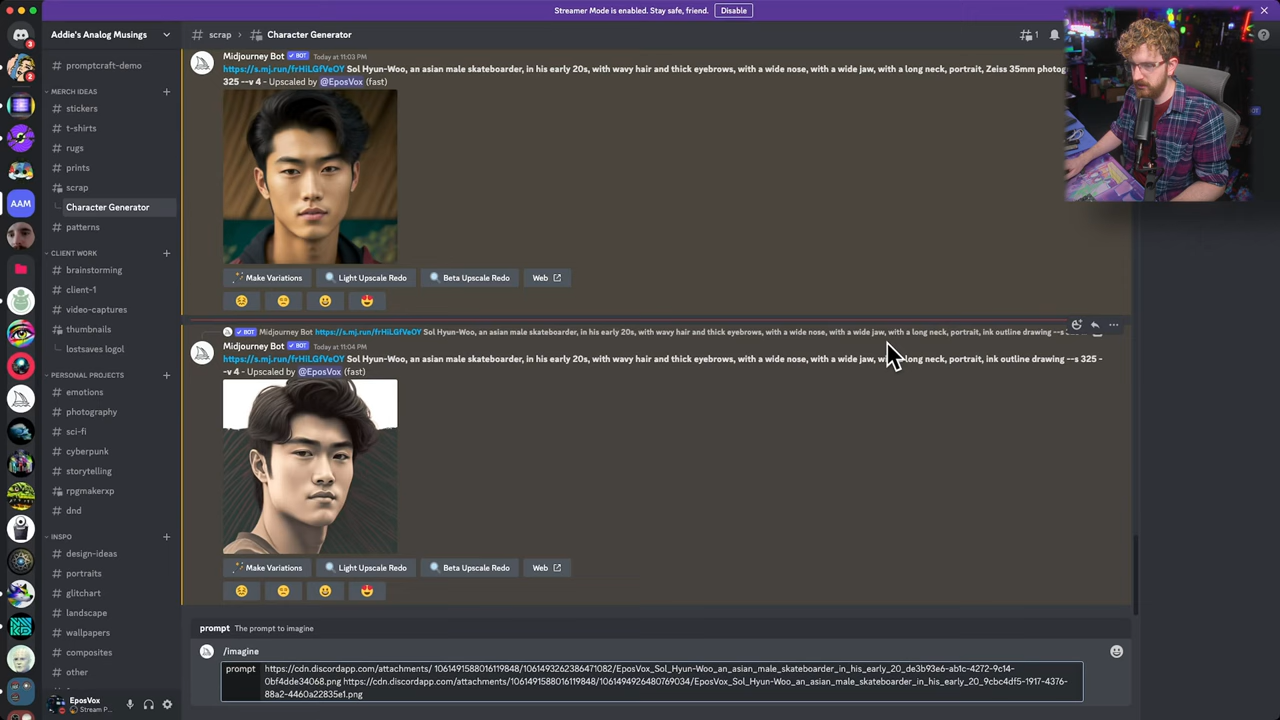 Streamer Mode is enabled. Stay safe, friend. Disable
Addie's Analog Musings
scrap > Character Generator
1
3
2
AAM
promptcraft-demo
MERCH IDEAS
stickers
t-shirts
rugs
prints
scrap
Character Generator
patterns
CLIENT WORK
brainstorming
client-1
video-captures
thumbnails
lostsaves logol
PERSONAL PROJECTS
emotions
photography
sci-fi
cyberpunk
storytelling
rpgmakerxp
dnd
INSPO
design-ideas
portraits
glitchart
landscape
wallpapers
composites
other
EposVox
Stream P...
Midjourney Bot ✓ BOT Today at 11:03 PM
https://s.mj.run/frHiLGfVeOY Sol Hyun-Woo, an asian male skateboarder, in his early 20s, with wavy hair and thick eyebrows, with a wide nose, with a wide jaw, with a long neck, portrait, Zeiss 35mm photog
325 --v 4 - Upscaled by @EposVox (fast)
Make Variations Light Upscale Redo Beta Upscale Redo Web
✓ BOT Midjourney Bot https://s.mj.run/frHiLGfVeOY Sol Hyun-Woo, an asian male skateboarder, in his early 20s, with wavy hair and thick eyebrows, with a wide nose, with a wide jaw, with a long neck, portrait, ink outline drawing --s
Midjourney Bot ✓ BOT Today at 11:04 PM
https://s.mj.run/frHiLGfVeOY Sol Hyun-Woo, an asian male skateboarder, in his early 20s, with wavy hair and thick eyebrows, with a wide nose, with a wide jaw, with a long neck, portrait, ink outline drawing --s 325 -
-v 4 - Upscaled by @EposVox (fast)
Make Variations Light Upscale Redo Beta Upscale Redo Web
prompt The prompt to imagine
/imagine
prompt https://cdn.discordapp.com/attachments/ 1061491588016119848/1061493262386471082/EposVox_Sol_Hyun-Woo_an_asian_male_skateboarder_in_his_early_20_de3b93e6-ab1c-4272-9c14-
0bf4dde34068.png https://cdn.discordapp.com/attachments/1061491588016119848/1061494926480769034/EposVox_Sol_Hyun-Woo_an_asian_male_skateboarder_in_his_early_20_9cbc4df5-1917-4376-
88a2-4460a22835e1.png